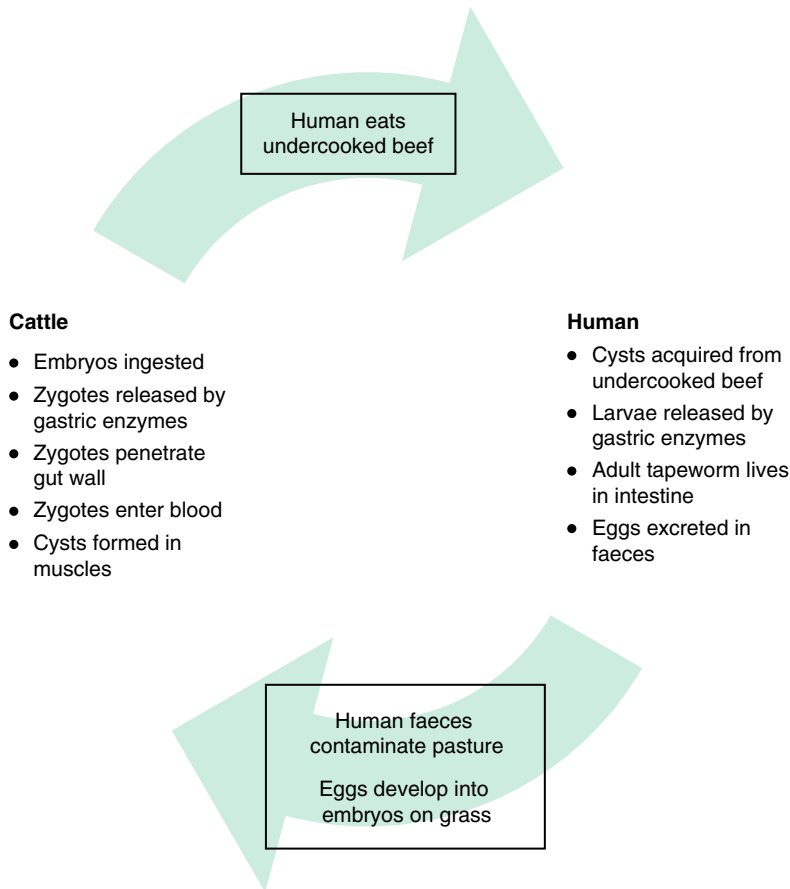 Human eats
undercooked beef
Cattle
• Embryos ingested
• Zygotes released by
gastric enzymes
• Zygotes penetrate
gut wall
• Zygotes enter blood
• Cysts formed in
muscles
Human
• Cysts acquired from
undercooked beef
• Larvae released by
gastric enzymes
• Adult tapeworm lives
in intestine
• Eggs excreted in
faeces
Human faeces
contaminate pasture
Eggs develop into
embryos on grass